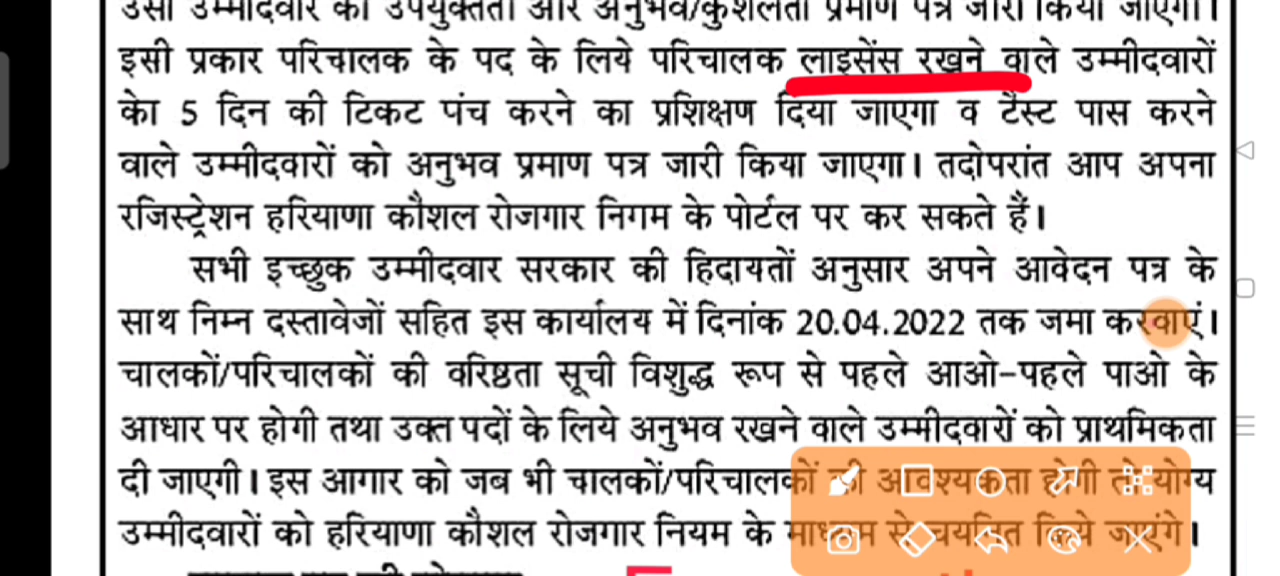 उसी उम्मीदवार को उपयुक्तता और अनुभव/कुशलता प्रमाण पत्र जारी किया जाएगा।
इसी प्रकार परिचालक के पद के लिये परिचालक लाइसेंस रखने वाले उम्मीदवारों
केा 5 दिन की टिकट पंच करने का प्रशिक्षण दिया जाएगा व टैस्ट पास करने
वाले उम्मीदवारों को अनुभव प्रमाण पत्र जारी किया जाएगा। तदोपरांत आप अपना
रजिस्ट्रेशन हरियाणा कौशल रोजगार निगम के पोर्टल पर कर सकते हैं।
सभी इच्छुक उम्मीदवार सरकार की हिदायतों अनुसार अपने आवेदन पत्र के
साथ निम्न दस्तावेजों सहित इस कार्यालय में दिनांक 20.04.2022 तक जमा करवाएं।
चालकों/परिचालकों की वरिष्ठता सूची विशुद्ध रूप से पहले आओ-पहले पाओ के
आधार पर होगी तथा उक्त पदों के लिये अनुभव रखने वाले उम्मीदवारों को प्राथमिकता
दी जाएगी। इस आगार को जब भी चालकों/परिचालकों की आवश्यकता होगी तो योग्य
उम्मीदवारों को हरियाणा कौशल रोजगार नियम के माध्यम से चयनित किये जाएंगे।